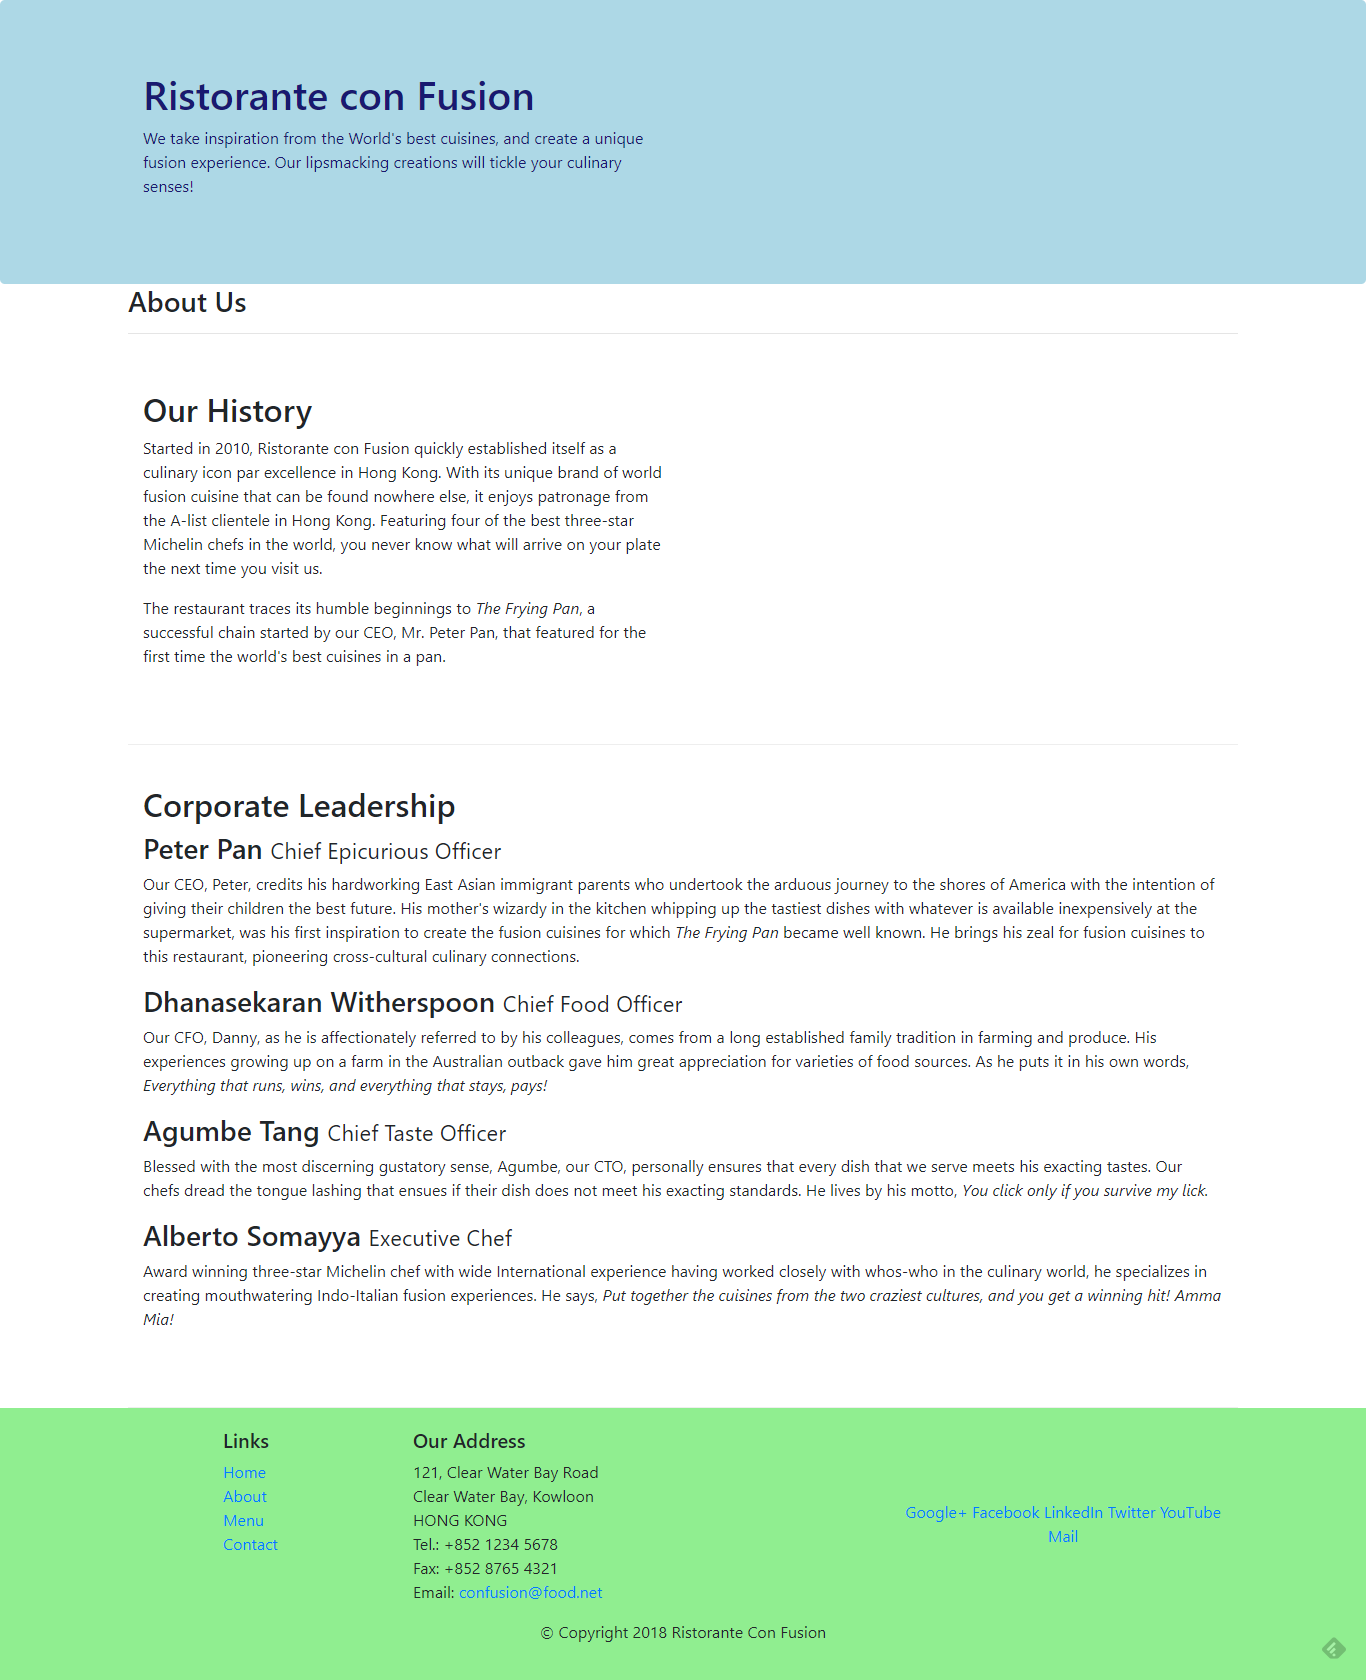 Ristorante con Fusion
We take inspiration from the World's best cuisines, and create a unique
fusion experience. Our lipsmacking creations will tickle your culinary
senses!
About Us
Our History
Started in 2010, Ristorante con Fusion quickly established itself as a
culinary icon par excellence in Hong Kong. With its unique brand of world
fusion cuisine that can be found nowhere else, it enjoys patronage from
the A-list clientele in Hong Kong. Featuring four of the best three-star
Michelin chefs in the world, you never know what will arrive on your plate
the next time you visit us.
The restaurant traces its humble beginnings to The Frying Pan, a
successful chain started by our CEO, Mr. Peter Pan, that featured for the
first time the world's best cuisines in a pan.
Corporate Leadership
Peter Pan Chief Epicurious Officer
Our CEO, Peter, credits his hardworking East Asian immigrant parents who undertook the arduous journey to the shores of America with the intention of
giving their children the best future. His mother's wizardy in the kitchen whipping up the tastiest dishes with whatever is available inexpensively at the
supermarket, was his first inspiration to create the fusion cuisines for which The Frying Pan became well known. He brings his zeal for fusion cuisines to
this restaurant, pioneering cross-cultural culinary connections.
Dhanasekaran Witherspoon Chief Food Officer
Our CFO, Danny, as he is affectionately referred to by his colleagues, comes from a long established family tradition in farming and produce. His
experiences growing up on a farm in the Australian outback gave him great appreciation for varieties of food sources. As he puts it in his own words,
Everything that runs, wins, and everything that stays, pays!
Agumbe Tang Chief Taste Officer
Blessed with the most discerning gustatory sense, Agumbe, our CTO, personally ensures that every dish that we serve meets his exacting tastes. Our
chefs dread the tongue lashing that ensues if their dish does not meet his exacting standards. He lives by his motto, You click only if you survive my lick.
Alberto Somayya Executive Chef
Award winning three-star Michelin chef with wide International experience having worked closely with whos-who in the culinary world, he specializes in
creating mouthwatering Indo-Italian fusion experiences. He says, Put together the cuisines from the two craziest cultures, and you get a winning hit! Amma
Mia!
Links
Home
About
Menu
Contact
Our Address
121, Clear Water Bay Road
Clear Water Bay, Kowloon
HONG KONG
Tel.: +852 1234 5678
Fax: +852 8765 4321
Email: confusion@food.net
Google+ Facebook LinkedIn Twitter YouTube
Mail
© Copyright 2018 Ristorante Con Fusion